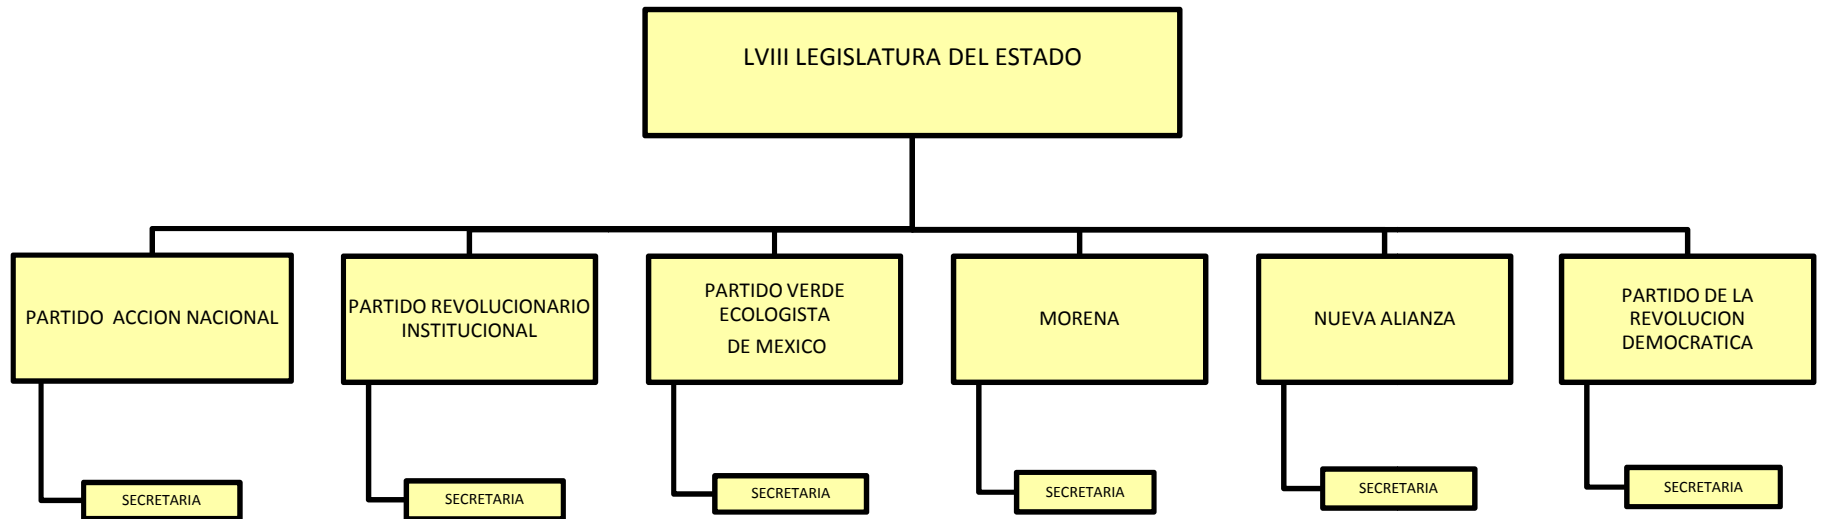 LVIII LEGISLATURA DEL ESTADO
PARTIDO ACCION NACIONAL
PARTIDO REVOLUCIONARIO
INSTITUCIONAL
PARTIDO VERDE
ECOLOGISTA
DE MEXICO
MORENA
NUEVA ALIANZA
PARTIDO DE LA
REVOLUCION
DEMOCRATICA
SECRETARIA
SECRETARIA
SECRETARIA
SECRETARIA
SECRETARIA
SECRETARIA